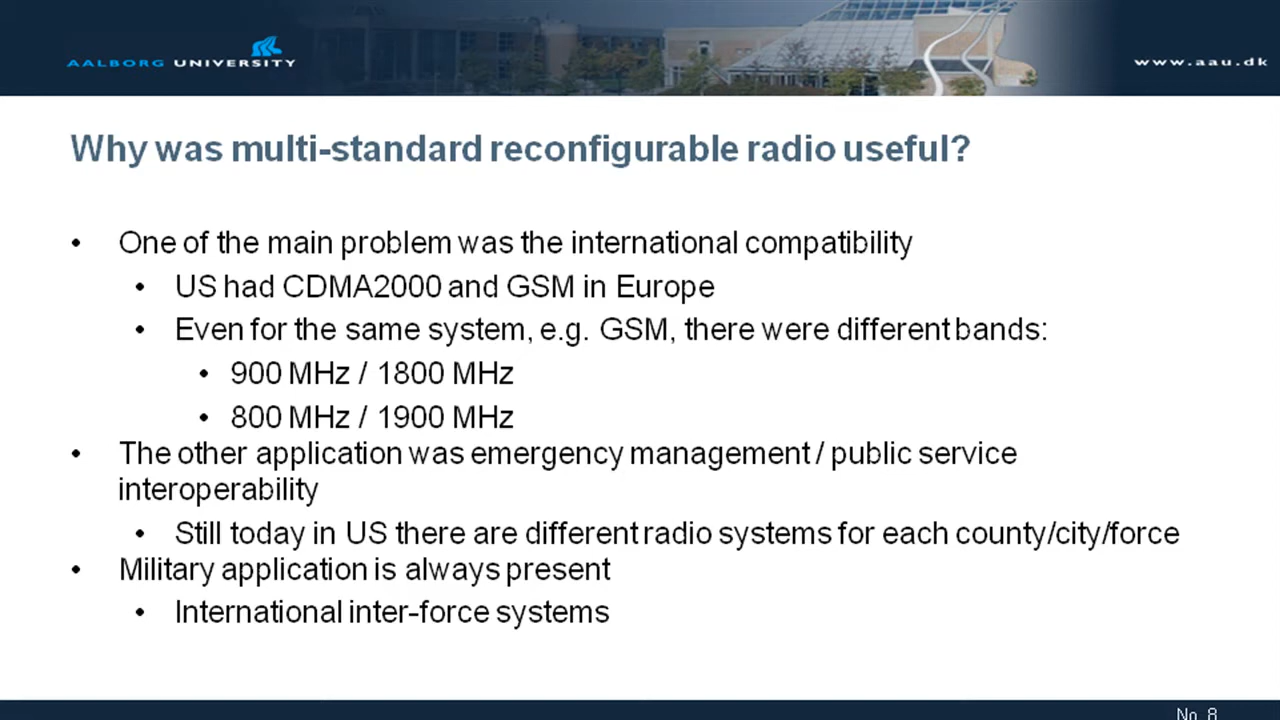 AALBORG UNIVERSITY
www.aau.dk
Why was multi-standard reconfigurable radio useful?
• One of the main problem was the international compatibility
• US had CDMA2000 and GSM in Europe
• Even for the same system, e.g. GSM, there were different bands:
• 900 MHz / 1800 MHz
• 800 MHz / 1900 MHz
• The other application was emergency management / public service
interoperability
• Still today in US there are different radio systems for each county/city/force
• Military application is always present
• International inter-force systems
No. 8